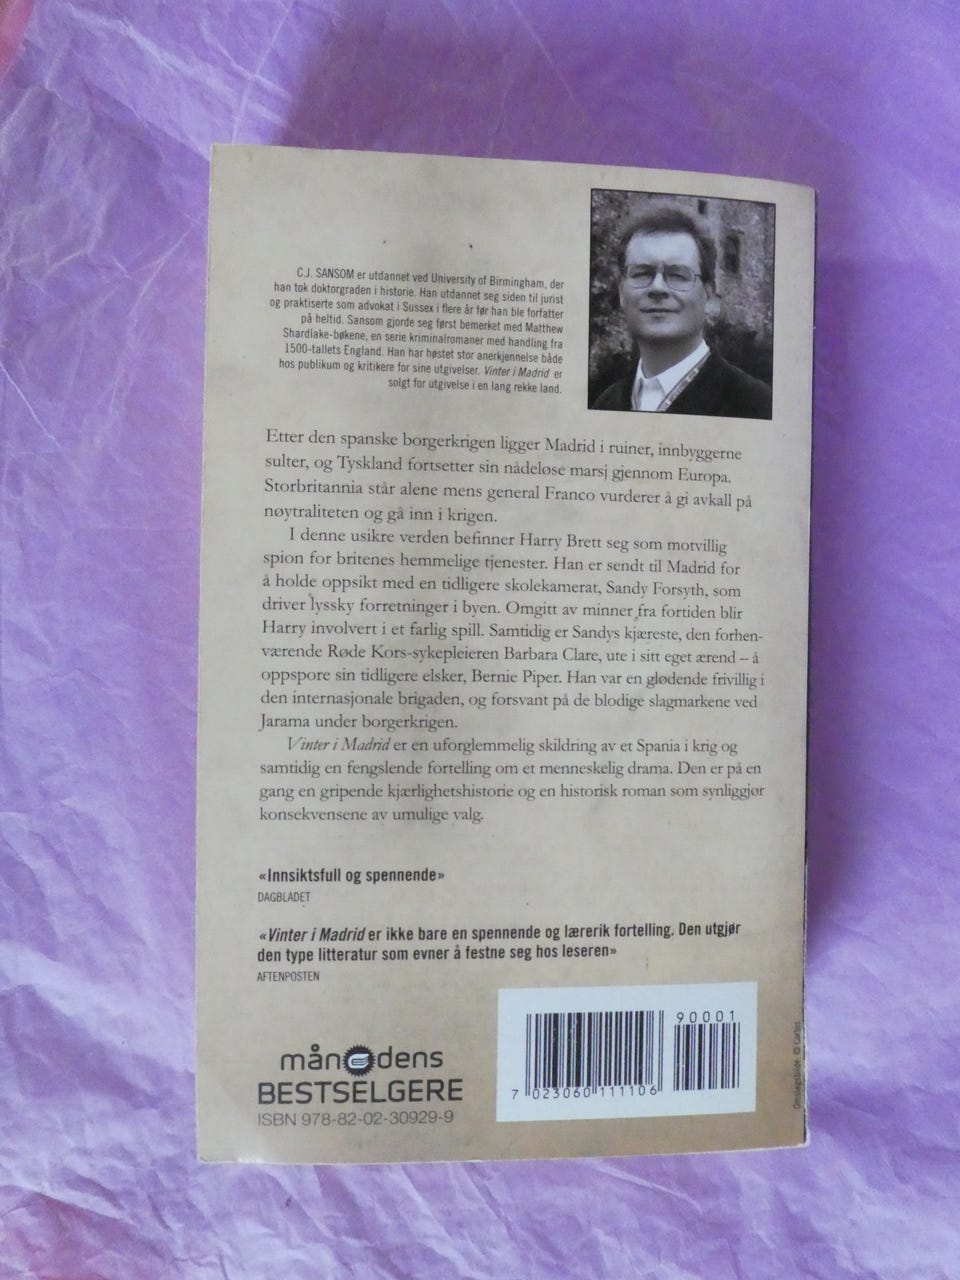 C.J. SANSOM er utdannet ved University of Birmingham, der
han tok doktorgraden i historie. Han utdannet seg siden til jurist
og praktiserte som advokat i Sussex i flere år før han ble forfatter
på heltid. Sansom gjorde seg først bemerket med Matthew
Shardlake-bøkene, en serie kriminalromaner med handling fra
1500-tallets England. Han har høstet stor anerkjennelse både
hos publikum og kritikere for sine utgivelser. Vinter i Madrid er
solgt for utgivelse i en lang rekke land.
Etter den spanske borgerkrigen ligger Madrid i ruiner, innbyggerne
sulter, og Tyskland fortsetter sin nådeløse marsj gjennom Europa.
Storbritannia står alene mens general Franco vurderer å gi avkall på
nøytraliteten og gå inn i krigen.
I denne usikre verden befinner Harry Brett seg som motvillig
spion for britenes hemmelige tjenester. Han er sendt til Madrid for
å holde oppsikt med en tidligere skolekamerat, Sandy Forsyth, som
driver lyssky forretninger i byen. Omgitt av minner fra fortiden blir
Harry involvert i et farlig spill. Samtidig er Sandys kjæreste, den forhen-
værende Røde Kors-sykepleieren Barbara Clare, ute i sitt eget ærend – å
oppspore sin tidligere elsker, Bernie Piper. Han var en glødende frivillig i
den internasjonale brigaden, og forsvant på de blodige slagmarkene ved
Jarama under borgerkrigen.
Vinter i Madrid er en uforglemmelig skildring av et Spania i krig og
samtidig en fengslende fortelling om et menneskelig drama. Den er på en
gang en gripende kjærlighetshistorie og en historisk roman som synliggjør
konsekvensene av umulige valg.
«Innsiktsfull og spennende»
DAGBLADET
«Vinter i Madrid er ikke bare en spennende og lærerik fortelling. Den utgjør
den type litteratur som evner å festne seg hos leseren»
AFTENPOSTEN
månedens
BESTSELGERE
ISBN 978-82-02-30929-9
90001
7 023060 111106
Omslagsbilde: © Corbis